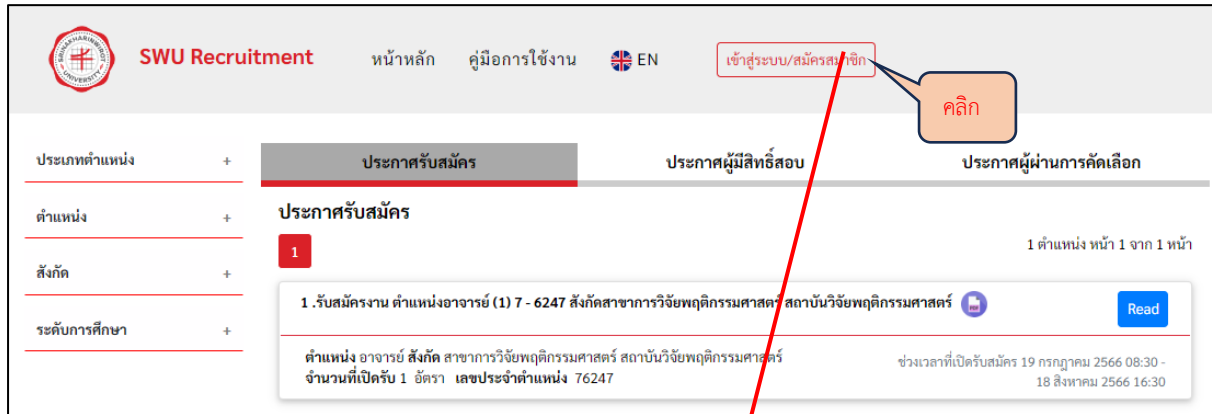 SRINAKHARINWIROT UNIVERSITY
SWU Recruitment หน้าหลัก คู่มือการใช้งาน EN เข้าสู่ระบบ/สมัครสมาชิก
คลิก
ประเภทตำแหน่ง +
ตำแหน่ง +
สังกัด +
ระดับการศึกษา +
ประกาศรับสมัคร ประกาศผู้มีสิทธิ์สอบ ประกาศผู้ผ่านการคัดเลือก
ประกาศรับสมัคร
1
1 ตำแหน่ง หน้า 1 จาก 1 หน้า
1 .รับสมัครงาน ตำแหน่งอาจารย์ (1) 7 - 6247 สังกัดสาขาการวิจัยพฤติกรรมศาสตร์ สถาบันวิจัยพฤติกรรมศาสตร์ Read
ตำแหน่ง อาจารย์ สังกัด สาขาการวิจัยพฤติกรรมศาสตร์ สถาบันวิจัยพฤติกรรมศาสตร์
จำนวนที่เปิดรับ 1 อัตรา เลขประจำตำแหน่ง 76247
ช่วงเวลาที่เปิดรับสมัคร 19 กรกฎาคม 2566 08:30 -
18 สิงหาคม 2566 16:30